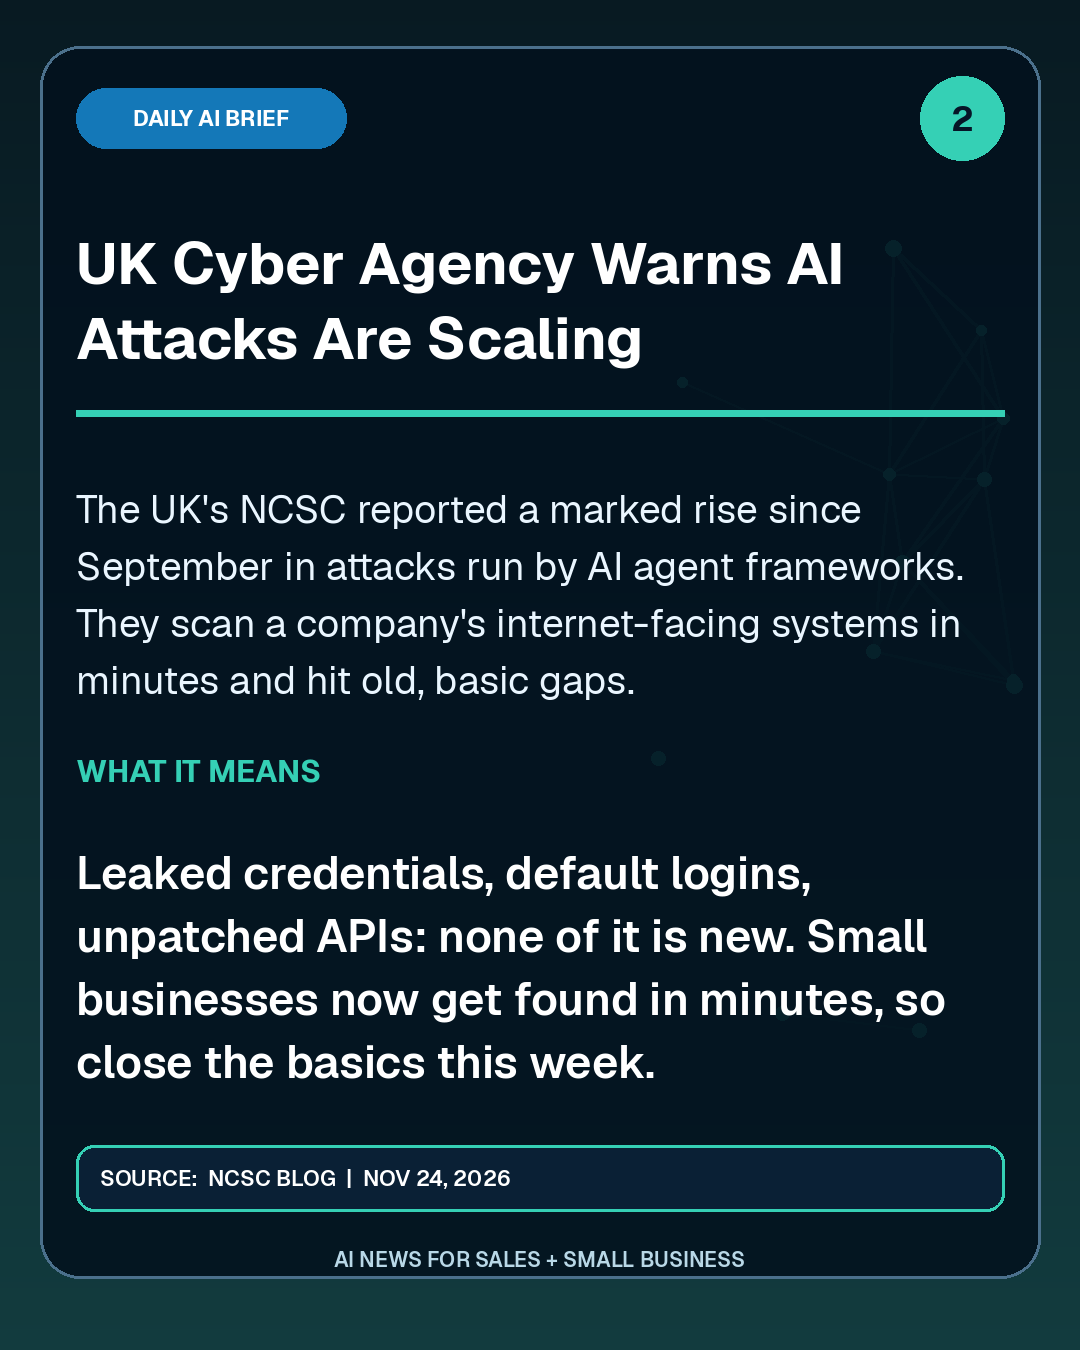 DAILY AI BRIEF
2
UK Cyber Agency Warns AI
Attacks Are Scaling
The UK's NCSC reported a marked rise since
September in attacks run by AI agent frameworks.
They scan a company's internet-facing systems in
minutes and hit old, basic gaps.
WHAT IT MEANS
Leaked credentials, default logins,
unpatched APIs: none of it is new. Small
businesses now get found in minutes, so
close the basics this week.
SOURCE: NCSC BLOG | NOV 24, 2026
AI NEWS FOR SALES + SMALL BUSINESS